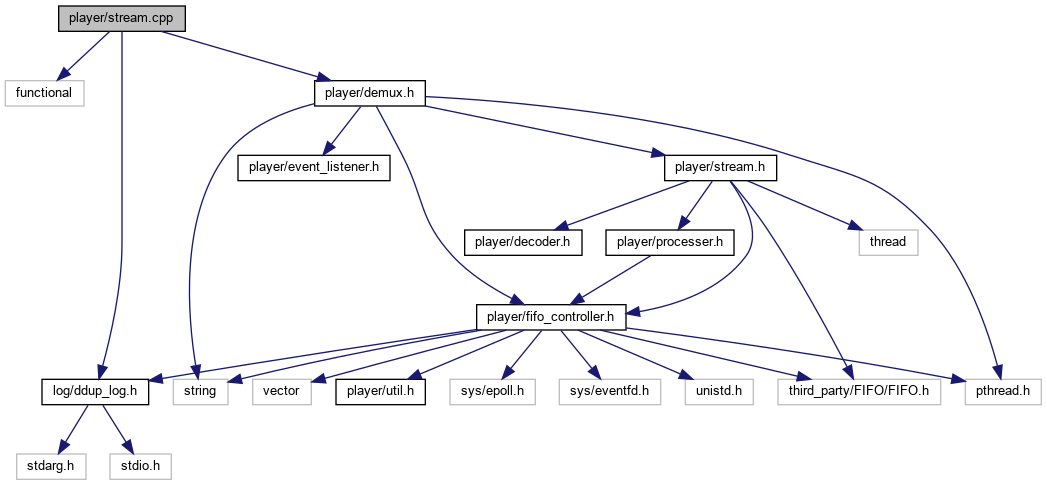 player/stream.cpp
functional
player/demux.h
player/event_listener.h
player/stream.h
player/decoder.h
player/processer.h
thread
player/fifo_controller.h
log/ddup_log.h
string
vector
player/util.h
sys/epoll.h
sys/eventfd.h
unistd.h
third_party/FIFO/FIFO.h
pthread.h
stdarg.h
stdio.h